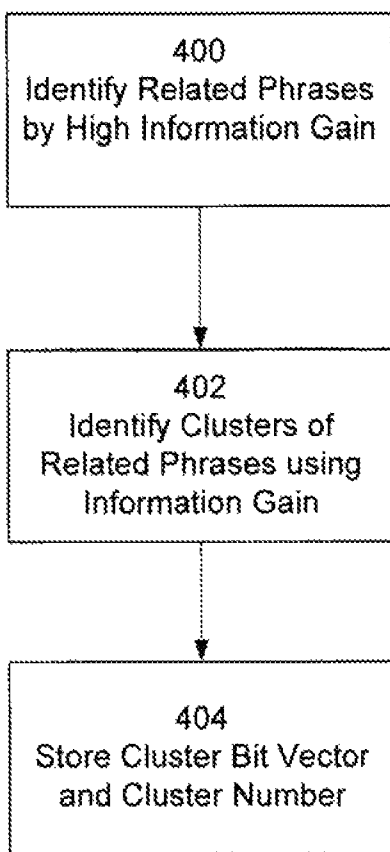 400
Identify Related Phrases
by High Information Gain
402
Identify Clusters of
Related Phrases using
Information Gain
404
Store Cluster Bit Vector
and Cluster Number